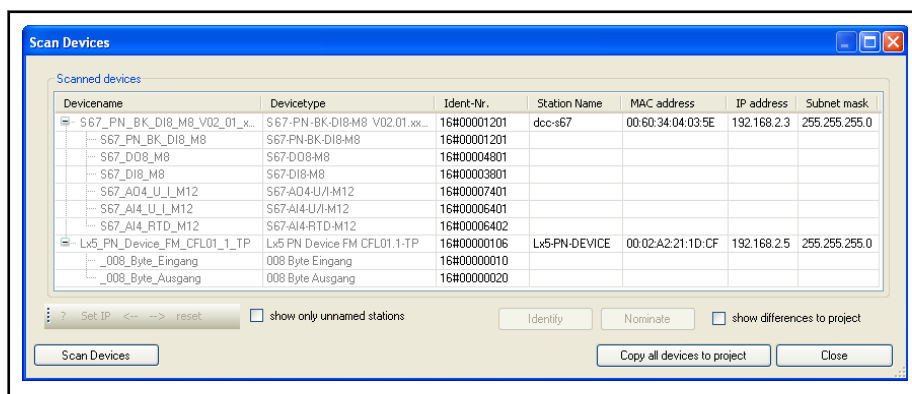 Scan Devices
Scanned devices
Devicename Devicetype Ident-Nr. Station Name MAC address IP address Subnet mask
S67_PN_BK_DI8_M8_V02_01_x... S67-PN-BK-DI8-M8 V02.01.xx... 16#00001201 dcc-s67 00:60:34:04:03:5E 192.168.2.3 255.255.255.0
S67_PN_BK_DI8_M8 S67-PN-BK-DI8-M8 16#00001201
S67_DO8_M8 S67-DO8-M8 16#00004801
S67_DI8_M8 S67-DI8-M8 16#00003801
S67_AO4_U_I_M12 S67-AO4-U/I-M12 16#00007401
S67_AI4_U_I_M12 S67-AI4-U/I-M12 16#00006401
S67_AI4_RTD_M12 S67-AI4-RTD-M12 16#00006402
Lx5_PN_Device_FM_CFL01_1_TP Lx5 PN Device FM CFL01.1-TP 16#00000106 Lx5-PN-DEVICE 00:02:A2:21:1D:CF 192.168.2.5 255.255.255.0
_008_Byte_Eingang 008 Byte Eingang 16#00000010
_008_Byte_Ausgang 008 Byte Ausgang 16#00000020
? Set IP <-- --> reset show only unnamed stations Identify Nominate show differences to project
Scan Devices Copy all devices to project Close